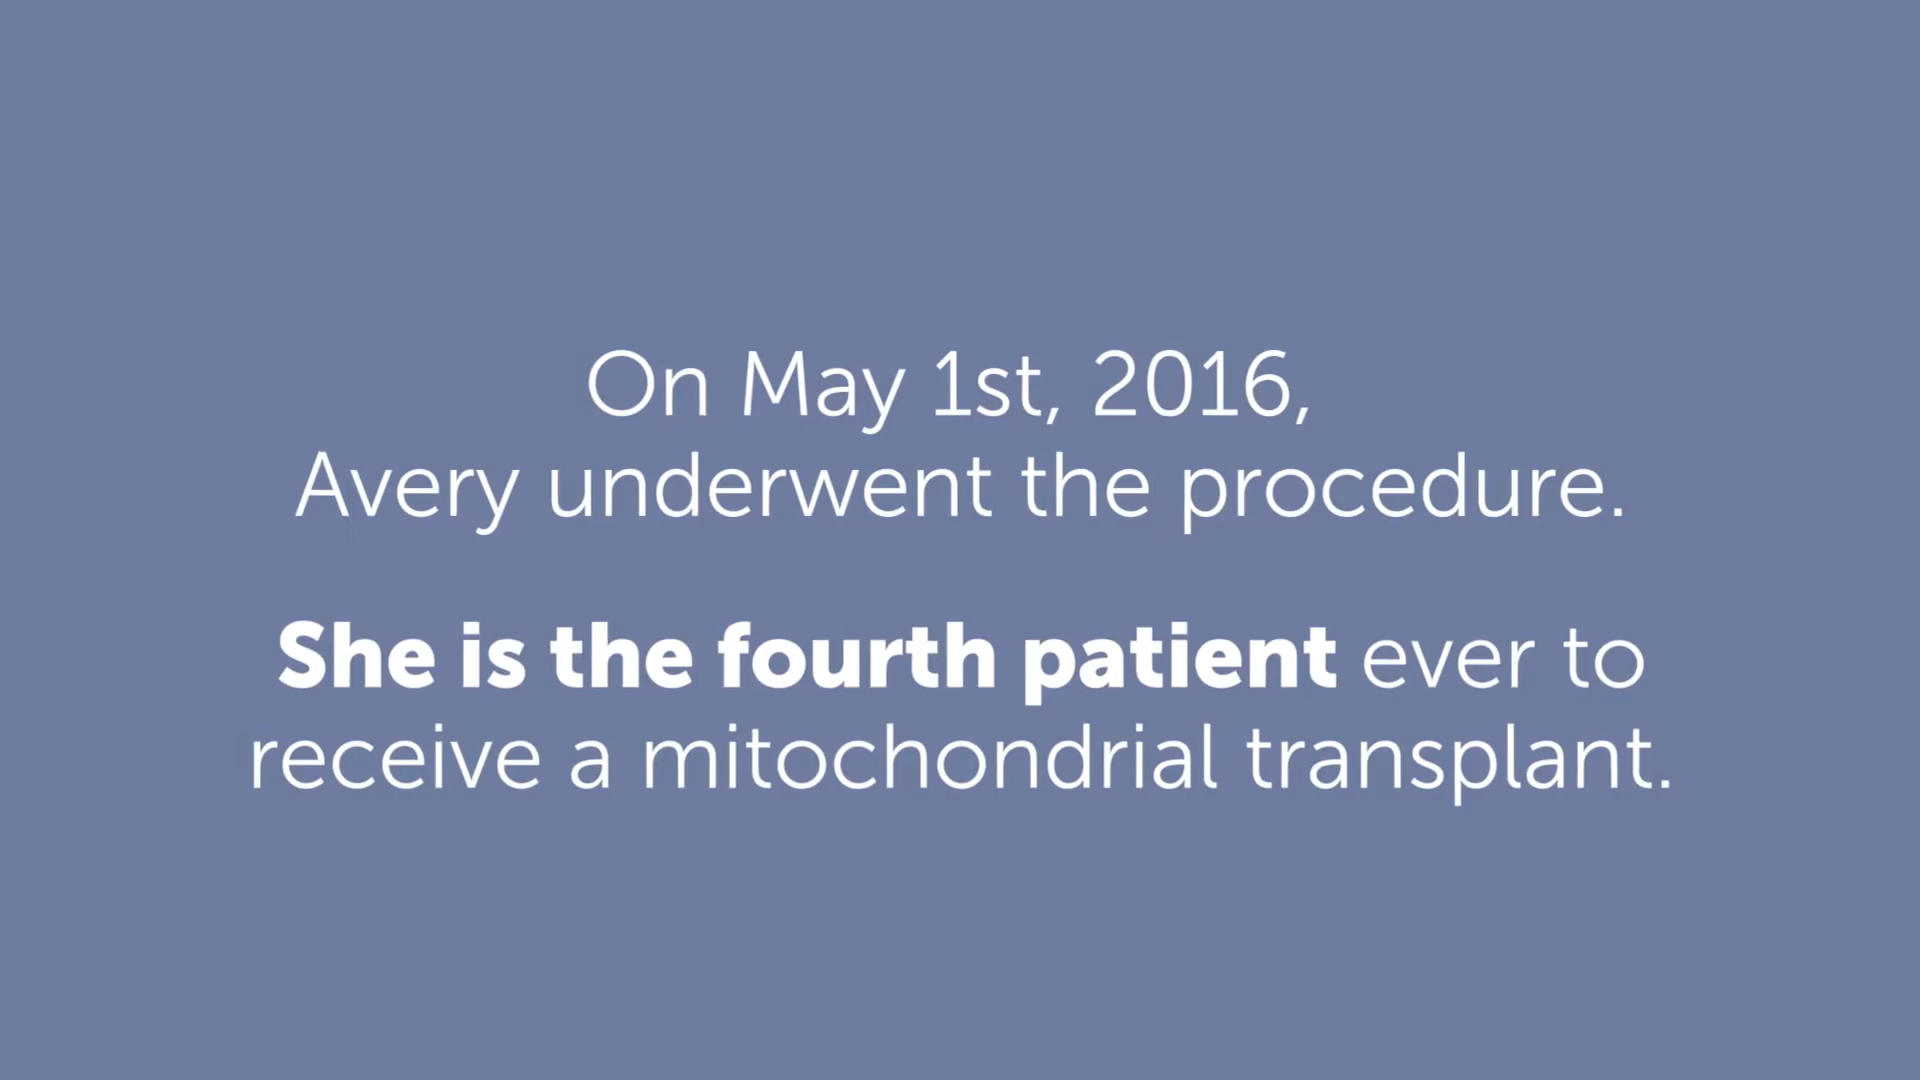 On May 1st, 2016,
Avery underwent the procedure.
She is the fourth patient ever to
receive a mitochondrial transplant.